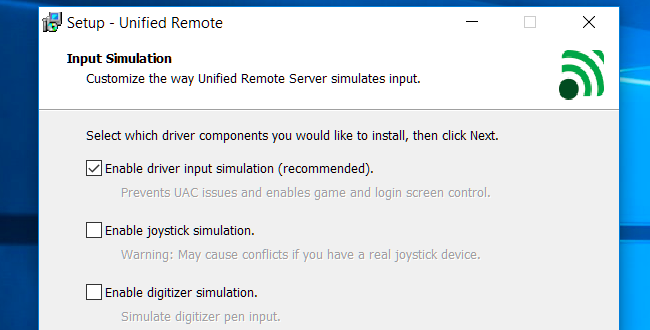 Setup - Unified Remote
Input Simulation
Customize the way Unified Remote Server simulates input.
Select which driver components you would like to install, then click Next.
Enable driver input simulation (recommended).
Prevents UAC issues and enables game and login screen control.
Enable joystick simulation.
Warning: May cause conflicts if you have a real joystick device.
Enable digitizer simulation.
Simulate digitizer pen input.